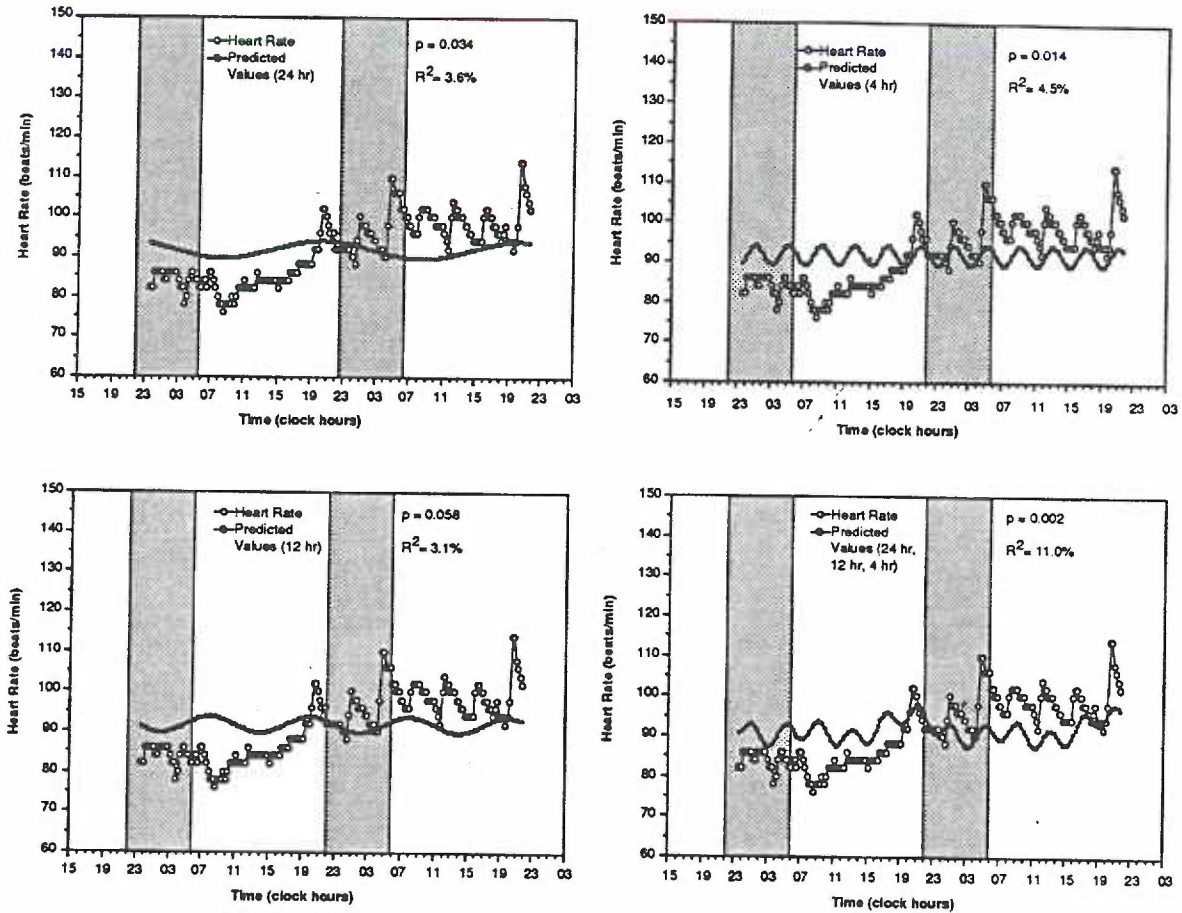 150
140
130
120
110
100
90
80
70
60
Heart Rate (beats/min)
Heart Rate
Predicted
Values (24 hr)
p = 0.034
R2= 3.6%
15 19 23 03 07 11 15 19 23 03 07 11 15 19 23 03
Time (clock hours)
150
140
130
120
110
100
90
80
70
60
Heart Rate (beats/min)
Heart Rate
Predicted
Values (4 hr)
p = 0.014
R2= 4.5%
15 19 23 03 07 11 15 19 23 03 07 11 15 19 23 03
Time (clock hours)
150
140
130
120
110
100
90
80
70
60
Heart Rate (beats/min)
Heart Rate
Predicted
Values (12 hr)
p = 0.058
R2= 3.1%
15 19 23 03 07 11 15 19 23 03 07 11 15 19 23 03
Time (clock hours)
150
140
130
120
110
100
90
80
70
60
Heart Rate (beats/min)
Heart Rate
Predicted
Values (24 hr,
12 hr, 4 hr)
p = 0.002
R2= 11.0%
15 19 23 03 07 11 15 19 23 03 07 11 15 19 23 03
Time (clock hours)